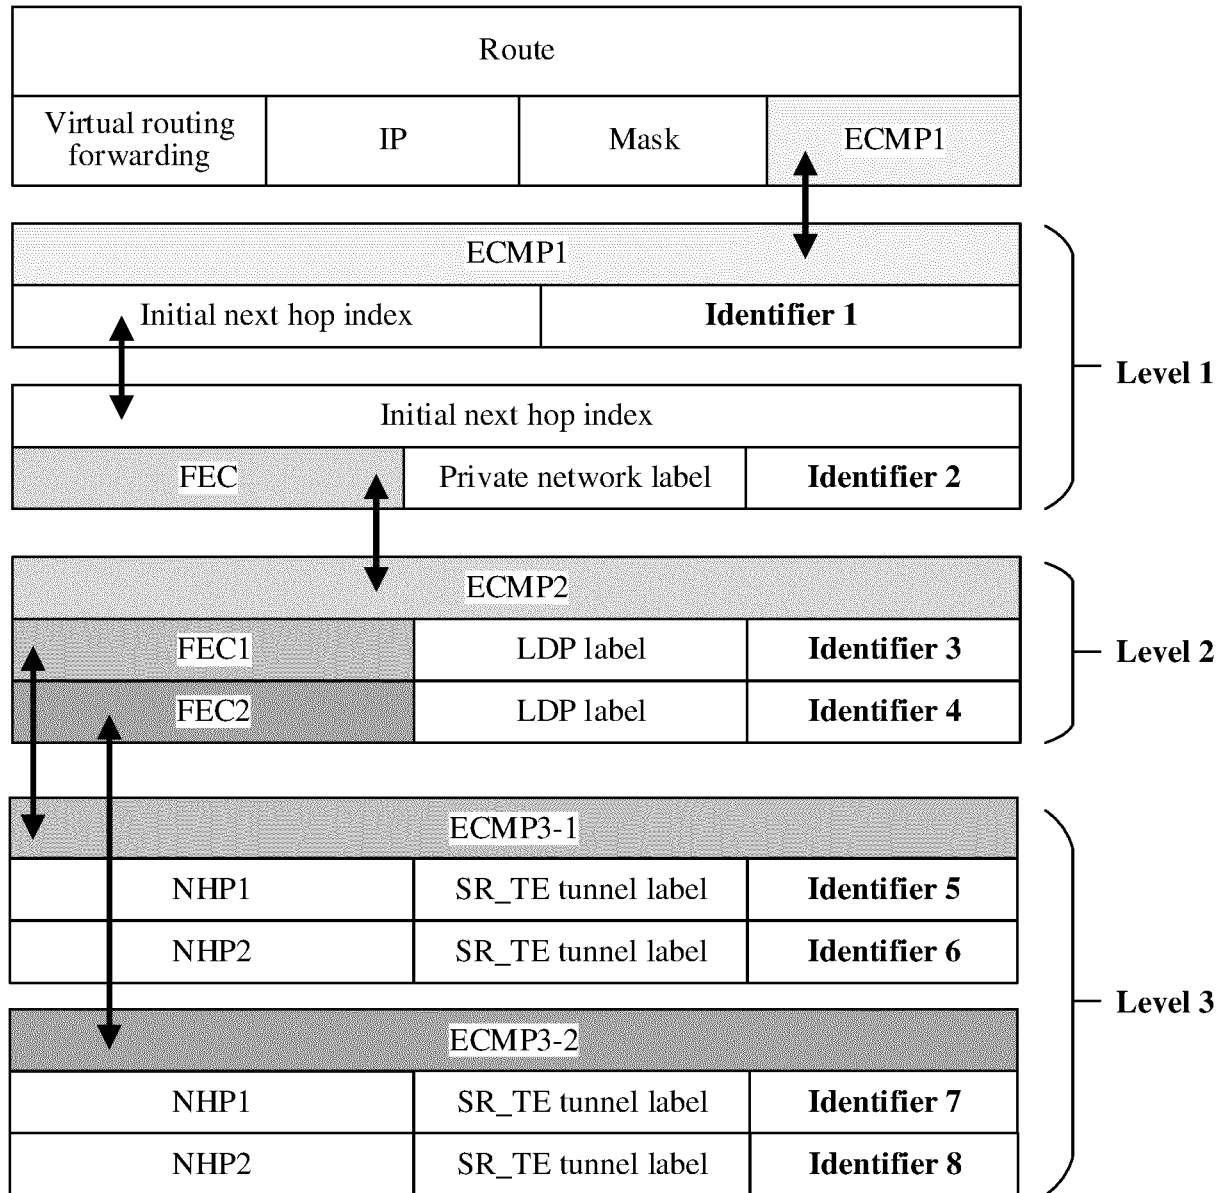 Route
Virtual routing
forwarding
IP
Mask
ECMP1
ECMP1
Initial next hop index
Identifier 1
Level 1
Initial next hop index
FEC
Private network label
Identifier 2
ECMP2
FEC1
LDP label
Identifier 3
Level 2
FEC2
LDP label
Identifier 4
ECMP3-1
NHP1
SR_TE tunnel label
Identifier 5
NHP2
SR_TE tunnel label
Identifier 6
Level 3
ECMP3-2
NHP1
SR_TE tunnel label
Identifier 7
NHP2
SR_TE tunnel label
Identifier 8